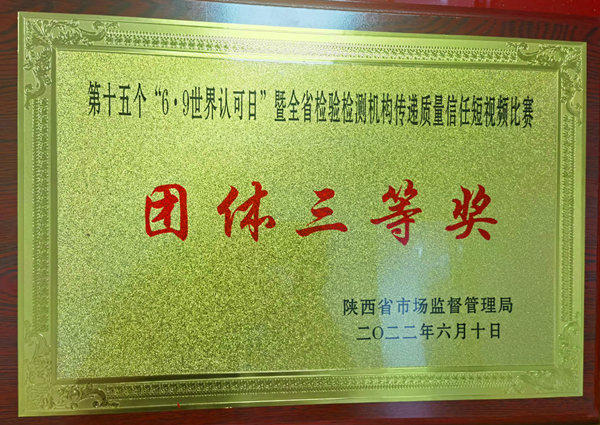 第十五个“6·9世界认可日”暨全省检验检测机构传递质量信任短视频比赛
团体三等奖
陕西省市场监督管理局
二〇二二年六月十日